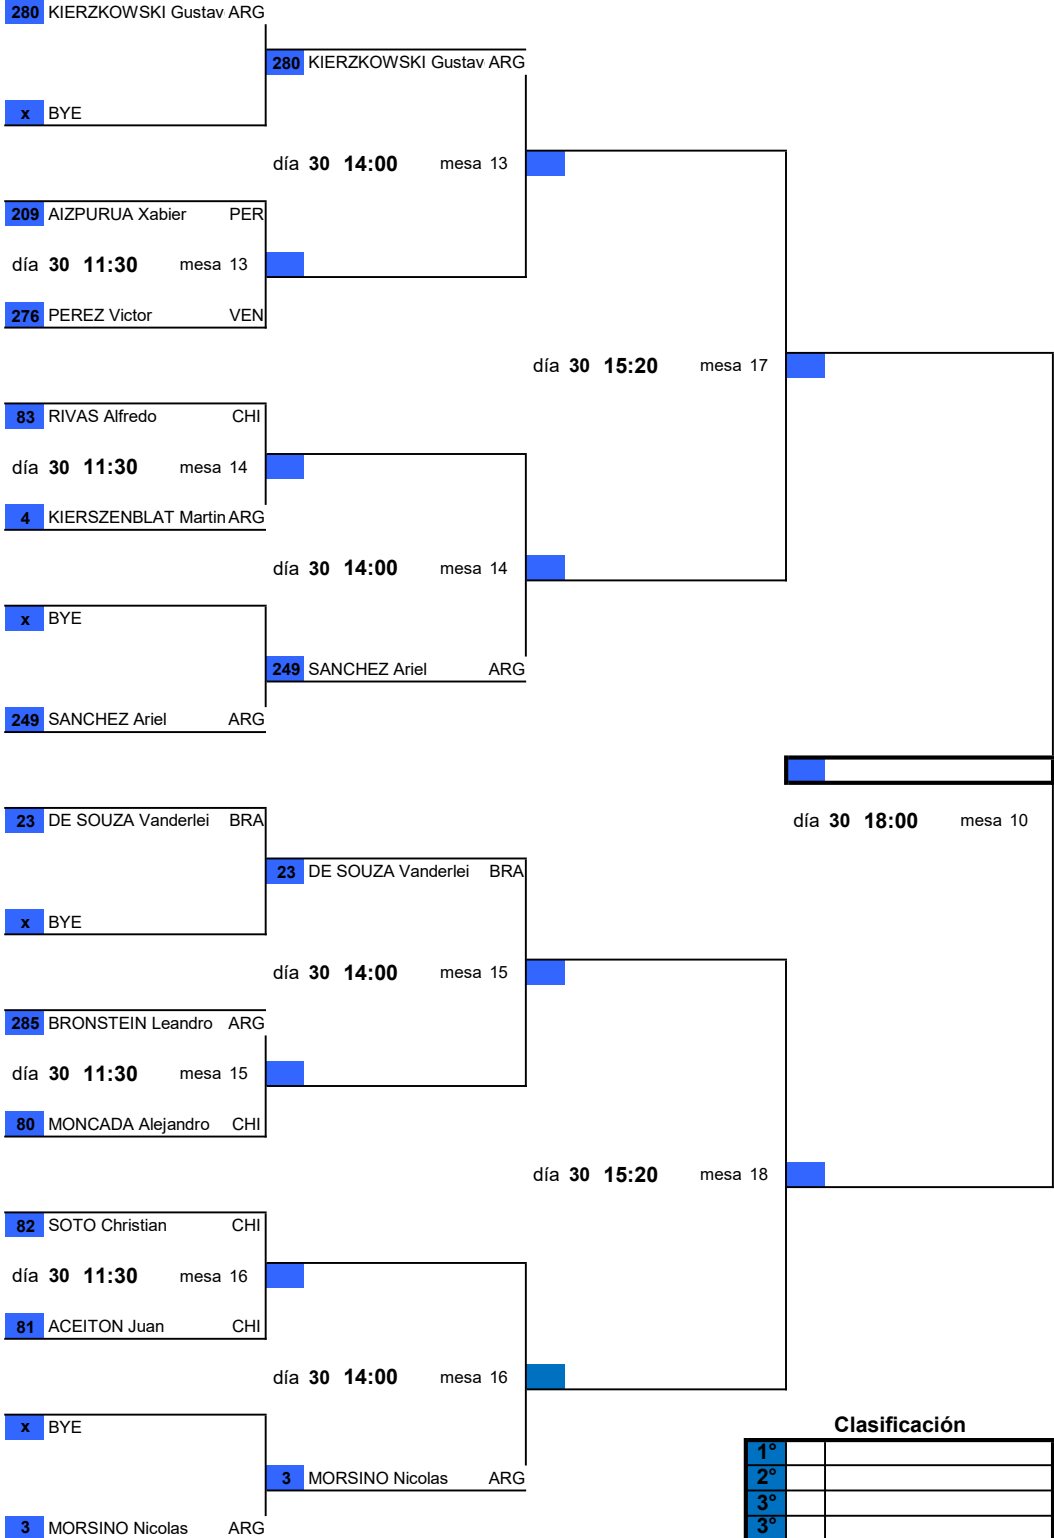 280 KIERZKOWSKI Gustav ARG
280 KIERZKOWSKI Gustav ARG
x BYE
día 30 14:00 mesa 13
209 AIZPURUA Xabier PER
día 30 11:30 mesa 13
276 PEREZ Victor VEN
día 30 15:20 mesa 17
83 RIVAS Alfredo CHI
día 30 11:30 mesa 14
4 KIERSZENBLAT Martin ARG
día 30 14:00 mesa 14
x BYE
249 SANCHEZ Ariel ARG
249 SANCHEZ Ariel ARG
23 DE SOUZA Vanderlei BRA
día 30 18:00 mesa 10
23 DE SOUZA Vanderlei BRA
x BYE
día 30 14:00 mesa 15
285 BRONSTEIN Leandro ARG
día 30 11:30 mesa 15
80 MONCADA Alejandro CHI
día 30 15:20 mesa 18
82 SOTO Christian CHI
día 30 11:30 mesa 16
81 ACEITON Juan CHI
día 30 14:00 mesa 16
x BYE
Clasificación
1°
2°
3 MORSINO Nicolas ARG
3°
3°
3 MORSINO Nicolas ARG